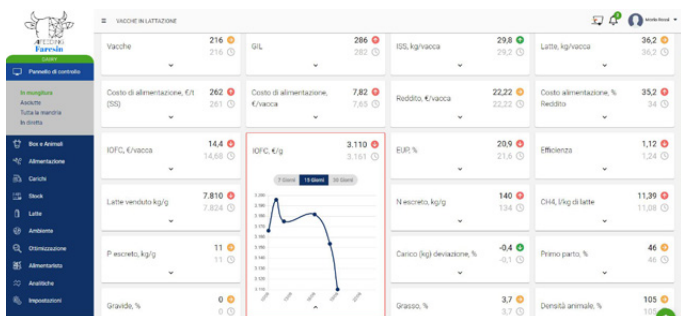 VACCHE IN LATTAZIONE
Faresin
DAIRY
Pannello di controllo
In mungitura
Asciutte
Tutta la mandria
In diretta
Box e Animali
Alimentazione
Carichi
Stock
Latte
Ambiente
Ottimizzazione
Alimentarista
Analitiche
Impostazioni
Vacche 216
216
GIL 286
282
ISS, kg/vacca 29,8
29,2
Latte, kg/vacca 36,2
36,2
Costo di alimentazione, €/t (SS) 262
261
Costo di alimentazione, €/vacca 7,82
7,65
Reddito, €/vacca 22,22
22,22
Costo alimentazione, % Reddito 35,2
34
IOFC, €/vacca 14,4
14,68
IOFC, €/g 3.110
3.161
7 Giorni 15 Giorni 30 Giorni
EUP, % 20,9
21,6
Efficienza 1,12
1,24
Latte venduto kg/g 7.810
7.824
N escreto, kg/g 140
134
CH4, l/kg di latte 11,39
11,08
P escreto, kg/g 11
11
Carico (kg) deviazione, % -0,4
-0,1
Primo parto, % 46
46
Gravide, % 0
0
Grasso, % 3,7
3,7
Densità animale, % 105
105